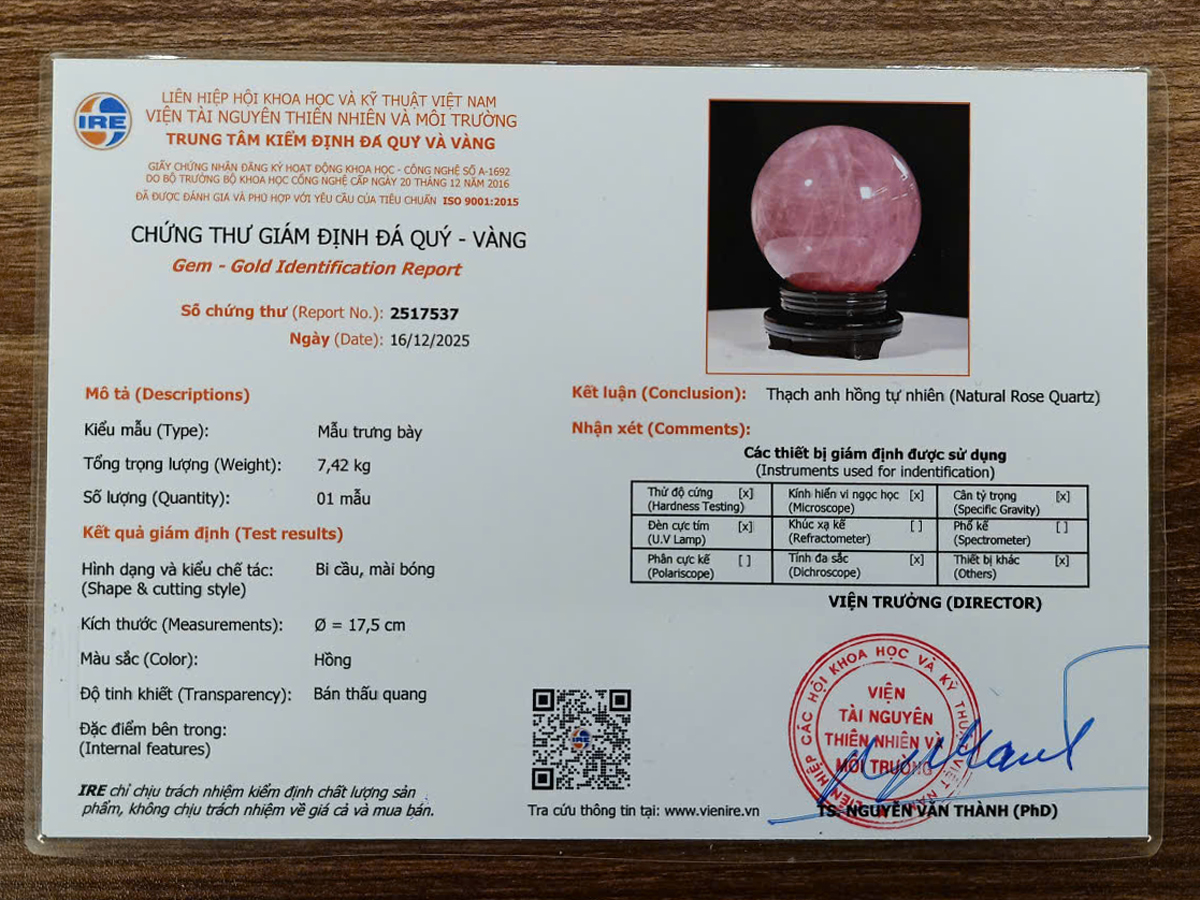 IRE
LIÊN HIỆP HỘI KHOA HỌC VÀ KỸ THUẬT VIỆT NAM
VIỆN TÀI NGUYÊN THIÊN NHIÊN VÀ MÔI TRƯỜNG
TRUNG TÂM KIỂM ĐỊNH ĐÁ QUÝ VÀ VÀNG
GIẤY CHỨNG NHẬN ĐĂNG KÝ HOẠT ĐỘNG KHOA HỌC - CÔNG NGHỆ SỐ A-1692
DO BỘ TRƯỞNG BỘ KHOA HỌC CÔNG NGHỆ CẤP NGÀY 20 THÁNG 12 NĂM 2016
ĐÃ ĐƯỢC ĐÁNH GIÁ VÀ PHÙ HỢP VỚI YÊU CẦU CỦA TIÊU CHUẨN ISO 9001:2015
CHỨNG THƯ GIÁM ĐỊNH ĐÁ QUÝ - VÀNG
Gem - Gold Identification Report
Số chứng thư (Report No.): 2517537
Ngày (Date): 16/12/2025
Mô tả (Descriptions)
Kiểu mẫu (Type): Mẫu trưng bày
Tổng trọng lượng (Weight): 7,42 kg
Số lượng (Quantity): 01 mẫu
Kết quả giám định (Test results)
Hình dạng và kiểu chế tác: Bi cầu, mài bóng
(Shape & cutting style)
Kích thước (Measurements): Ø = 17,5 cm
Màu sắc (Color): Hồng
Độ tinh khiết (Transparency): Bán thấu quang
Đặc điểm bên trong:
(Internal features)
IRE chỉ chịu trách nhiệm kiểm định chất lượng sản
phẩm, không chịu trách nhiệm về giá cả và mua bán.
Kết luận (Conclusion): Thạch anh hồng tự nhiên (Natural Rose Quartz)
Nhận xét (Comments):
Các thiết bị giám định được sử dụng
(Instruments used for indentification)
Thử độ cứng [x] Kính hiển vi ngọc học [x] Cân tỷ trọng [x]
(Hardness Testing) (Microscope) (Specific Gravity)
Đèn cực tím [x] Khúc xạ kế [ ] Phổ kế [ ]
(U.V Lamp) (Refractometer) (Spectrometer)
Phân cực kế [ ] Tính đa sắc [x] Thiết bị khác [x]
(Polariscope) (Dichroscope) (Others)
VIỆN TRƯỞNG (DIRECTOR)
LIÊN HIỆP CÁC HỘI KHOA HỌC VÀ KỸ THUẬT VIỆT NAM
VIỆN
TÀI NGUYÊN
THIÊN NHIÊN VÀ
MÔI TRƯỜNG
IRE
Tra cứu thông tin tại: www.vienire.vn
TS. NGUYỄN VĂN THÀNH (PhD)